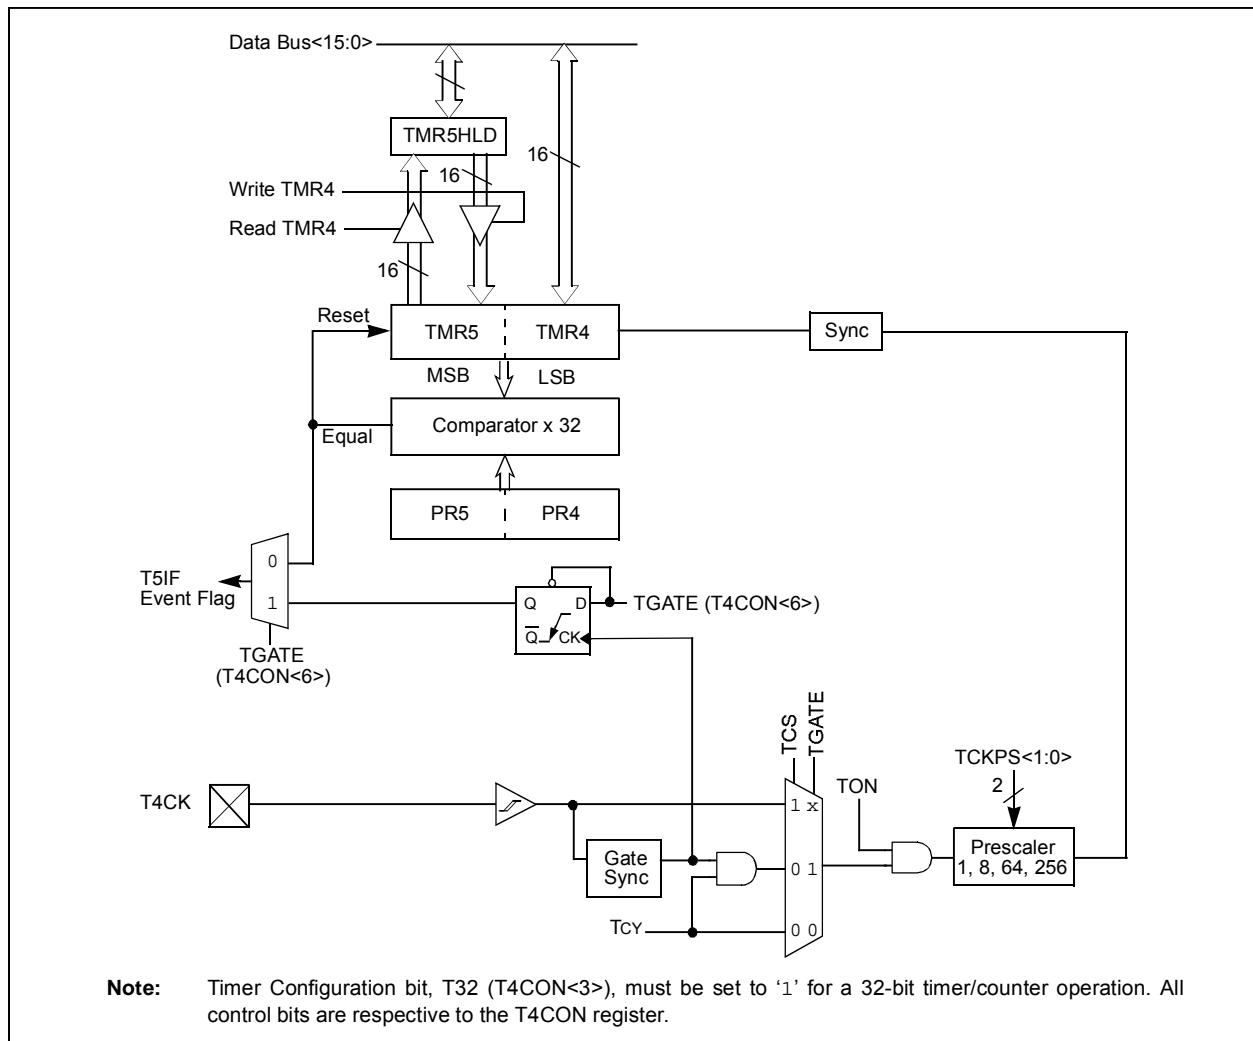 Data Bus<15:0>
TMR5HLD
16
16
Write TMR4
Read TMR4
16
Reset
TMR5
TMR4
Sync
MSB
LSB
Comparator x 32
Equal
PR5
PR4
0
T5IF
Event Flag
1
Q
D
TGATE (T4CON<6>)
Q
CK
TGATE
(T4CON<6>)
TCS
TGATE
TCKPS<1:0>
2
TON
T4CK
1 x
Gate
Sync
0 1
Prescaler
1, 8, 64, 256
TCY
0 0
Note: Timer Configuration bit, T32 (T4CON<3>), must be set to ‘1’ for a 32-bit timer/counter operation. All
control bits are respective to the T4CON register.